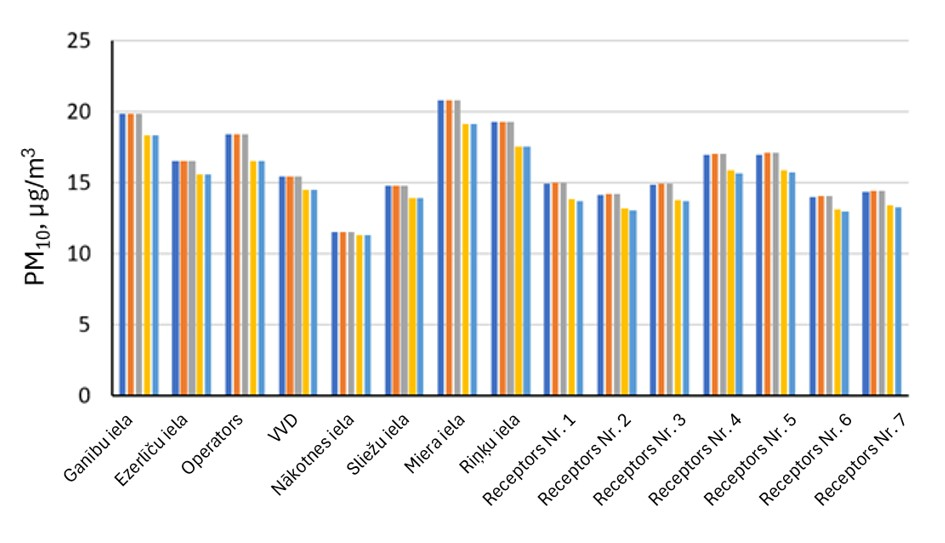 25
20
15
10
5
0
PM10, µg/m3
Ganību iela
Ezerlīču iela
Operators
VVD
Nākotnes iela
Sliežu iela
Miera iela
Riņķu iela
Receptors Nr. 1
Receptors Nr. 2
Receptors Nr. 3
Receptors Nr. 4
Receptors Nr. 5
Receptors Nr. 6
Receptors Nr. 7